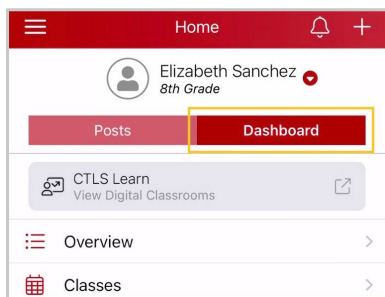 Home
Elizabeth Sanchez
8th Grade
Posts
Dashboard
CTLS Learn
View Digital Classrooms
Overview
Classes